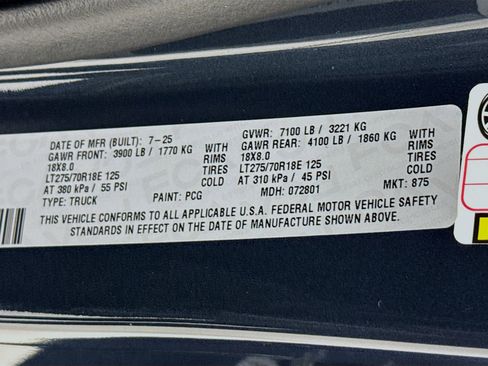 DATE OF MFR (BUILT): 7-25 GVWR: 7100 LB / 3221 KG
GAWR FRONT: 3900 LB / 1770 KG WITH GAWR REAR: 4100 LB / 1860 KG WITH
18X8.0 RIMS 18X8.0 RIMS
LT275/70R18E 125 TIRES LT275/70R18E 125 TIRES
AT 380 kPa / 55 PSI COLD AT 310 kPa / 45 PSI COLD
TYPE: TRUCK PAINT: PCG MDH: 072801 MKT: 875
THIS VEHICLE CONFORMS TO ALL APPLICABLE U.S.A. FEDERAL MOTOR VEHICLE SAFETY
STANDARDS IN EFFECT ON THE DATE OF MANUFACTURE SHOWN ABOVE.